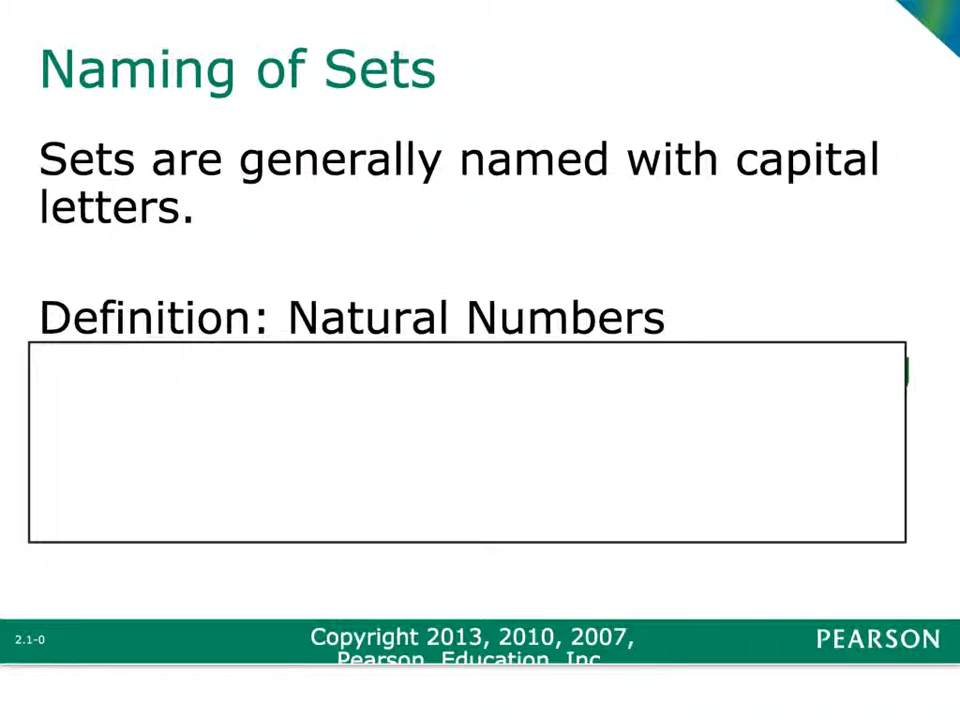 Naming of Sets
Sets are generally named with capital
letters.
Definition: Natural Numbers
2.1-0
Copyright 2013, 2010, 2007,
Pearson, Education, Inc.
PEARSON